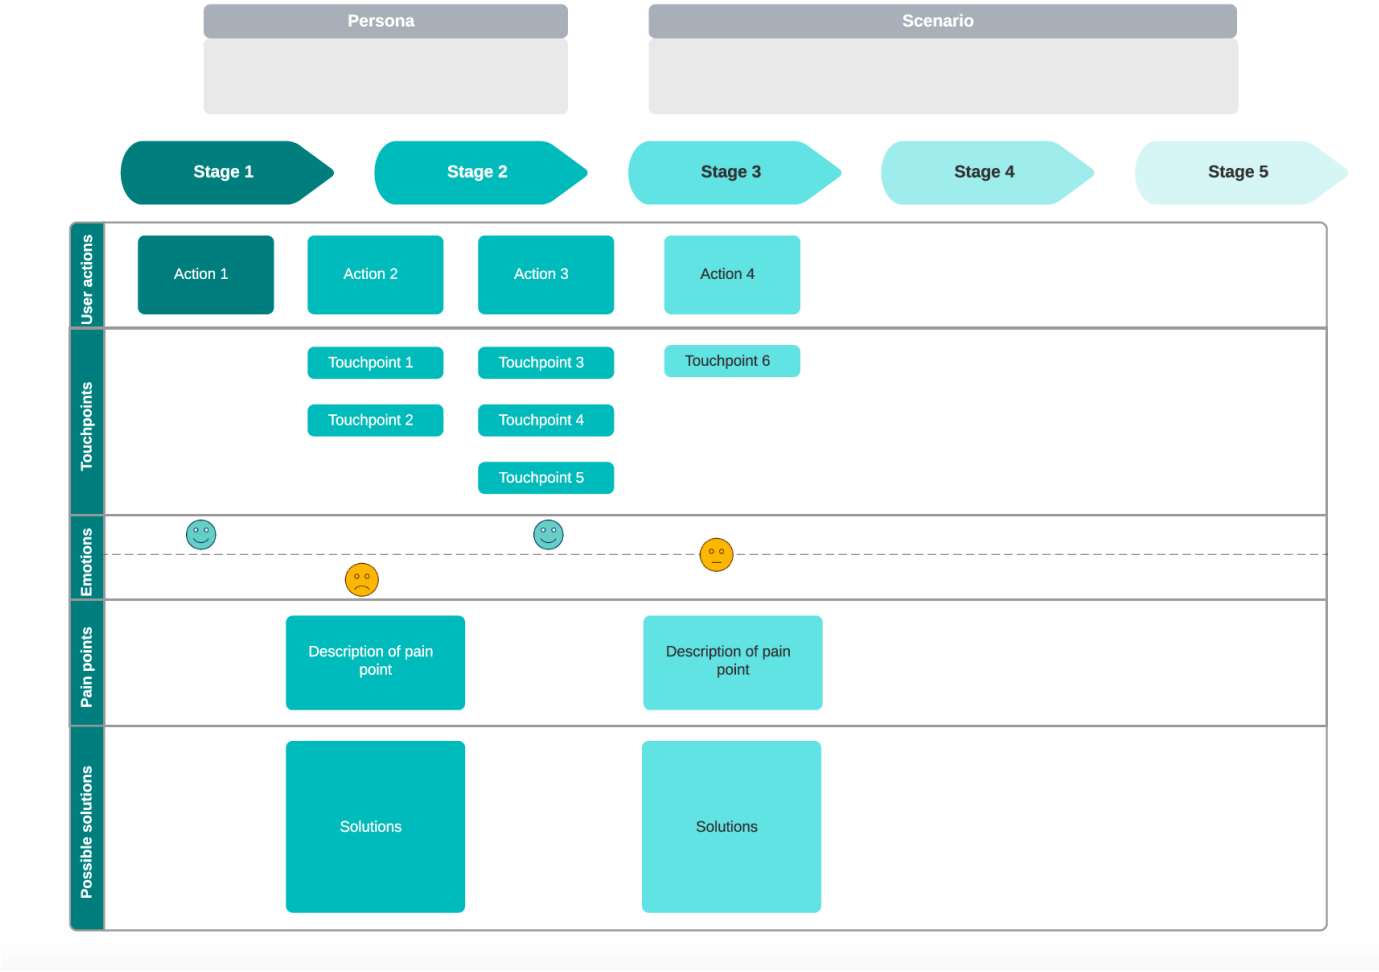 Persona
Scenario
Stage 1
Stage 2
Stage 3
Stage 4
Stage 5
User actions
Action 1
Action 2
Action 3
Action 4
Touchpoints
Touchpoint 1
Touchpoint 3
Touchpoint 6
Touchpoint 2
Touchpoint 4
Touchpoint 5
Emotions
Pain points
Description of pain
point
Description of pain
point
Possible solutions
Solutions
Solutions